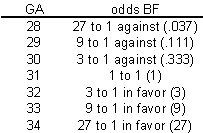 GA odds BF
28 27 to 1 against (.037)
29 9 to 1 against (.111)
30 3 to 1 against (.333)
31 1 to 1 (1)
32 3 to 1 in favor (3)
33 9 to 1 in favor (9)
34 27 to 1 in favor (27)